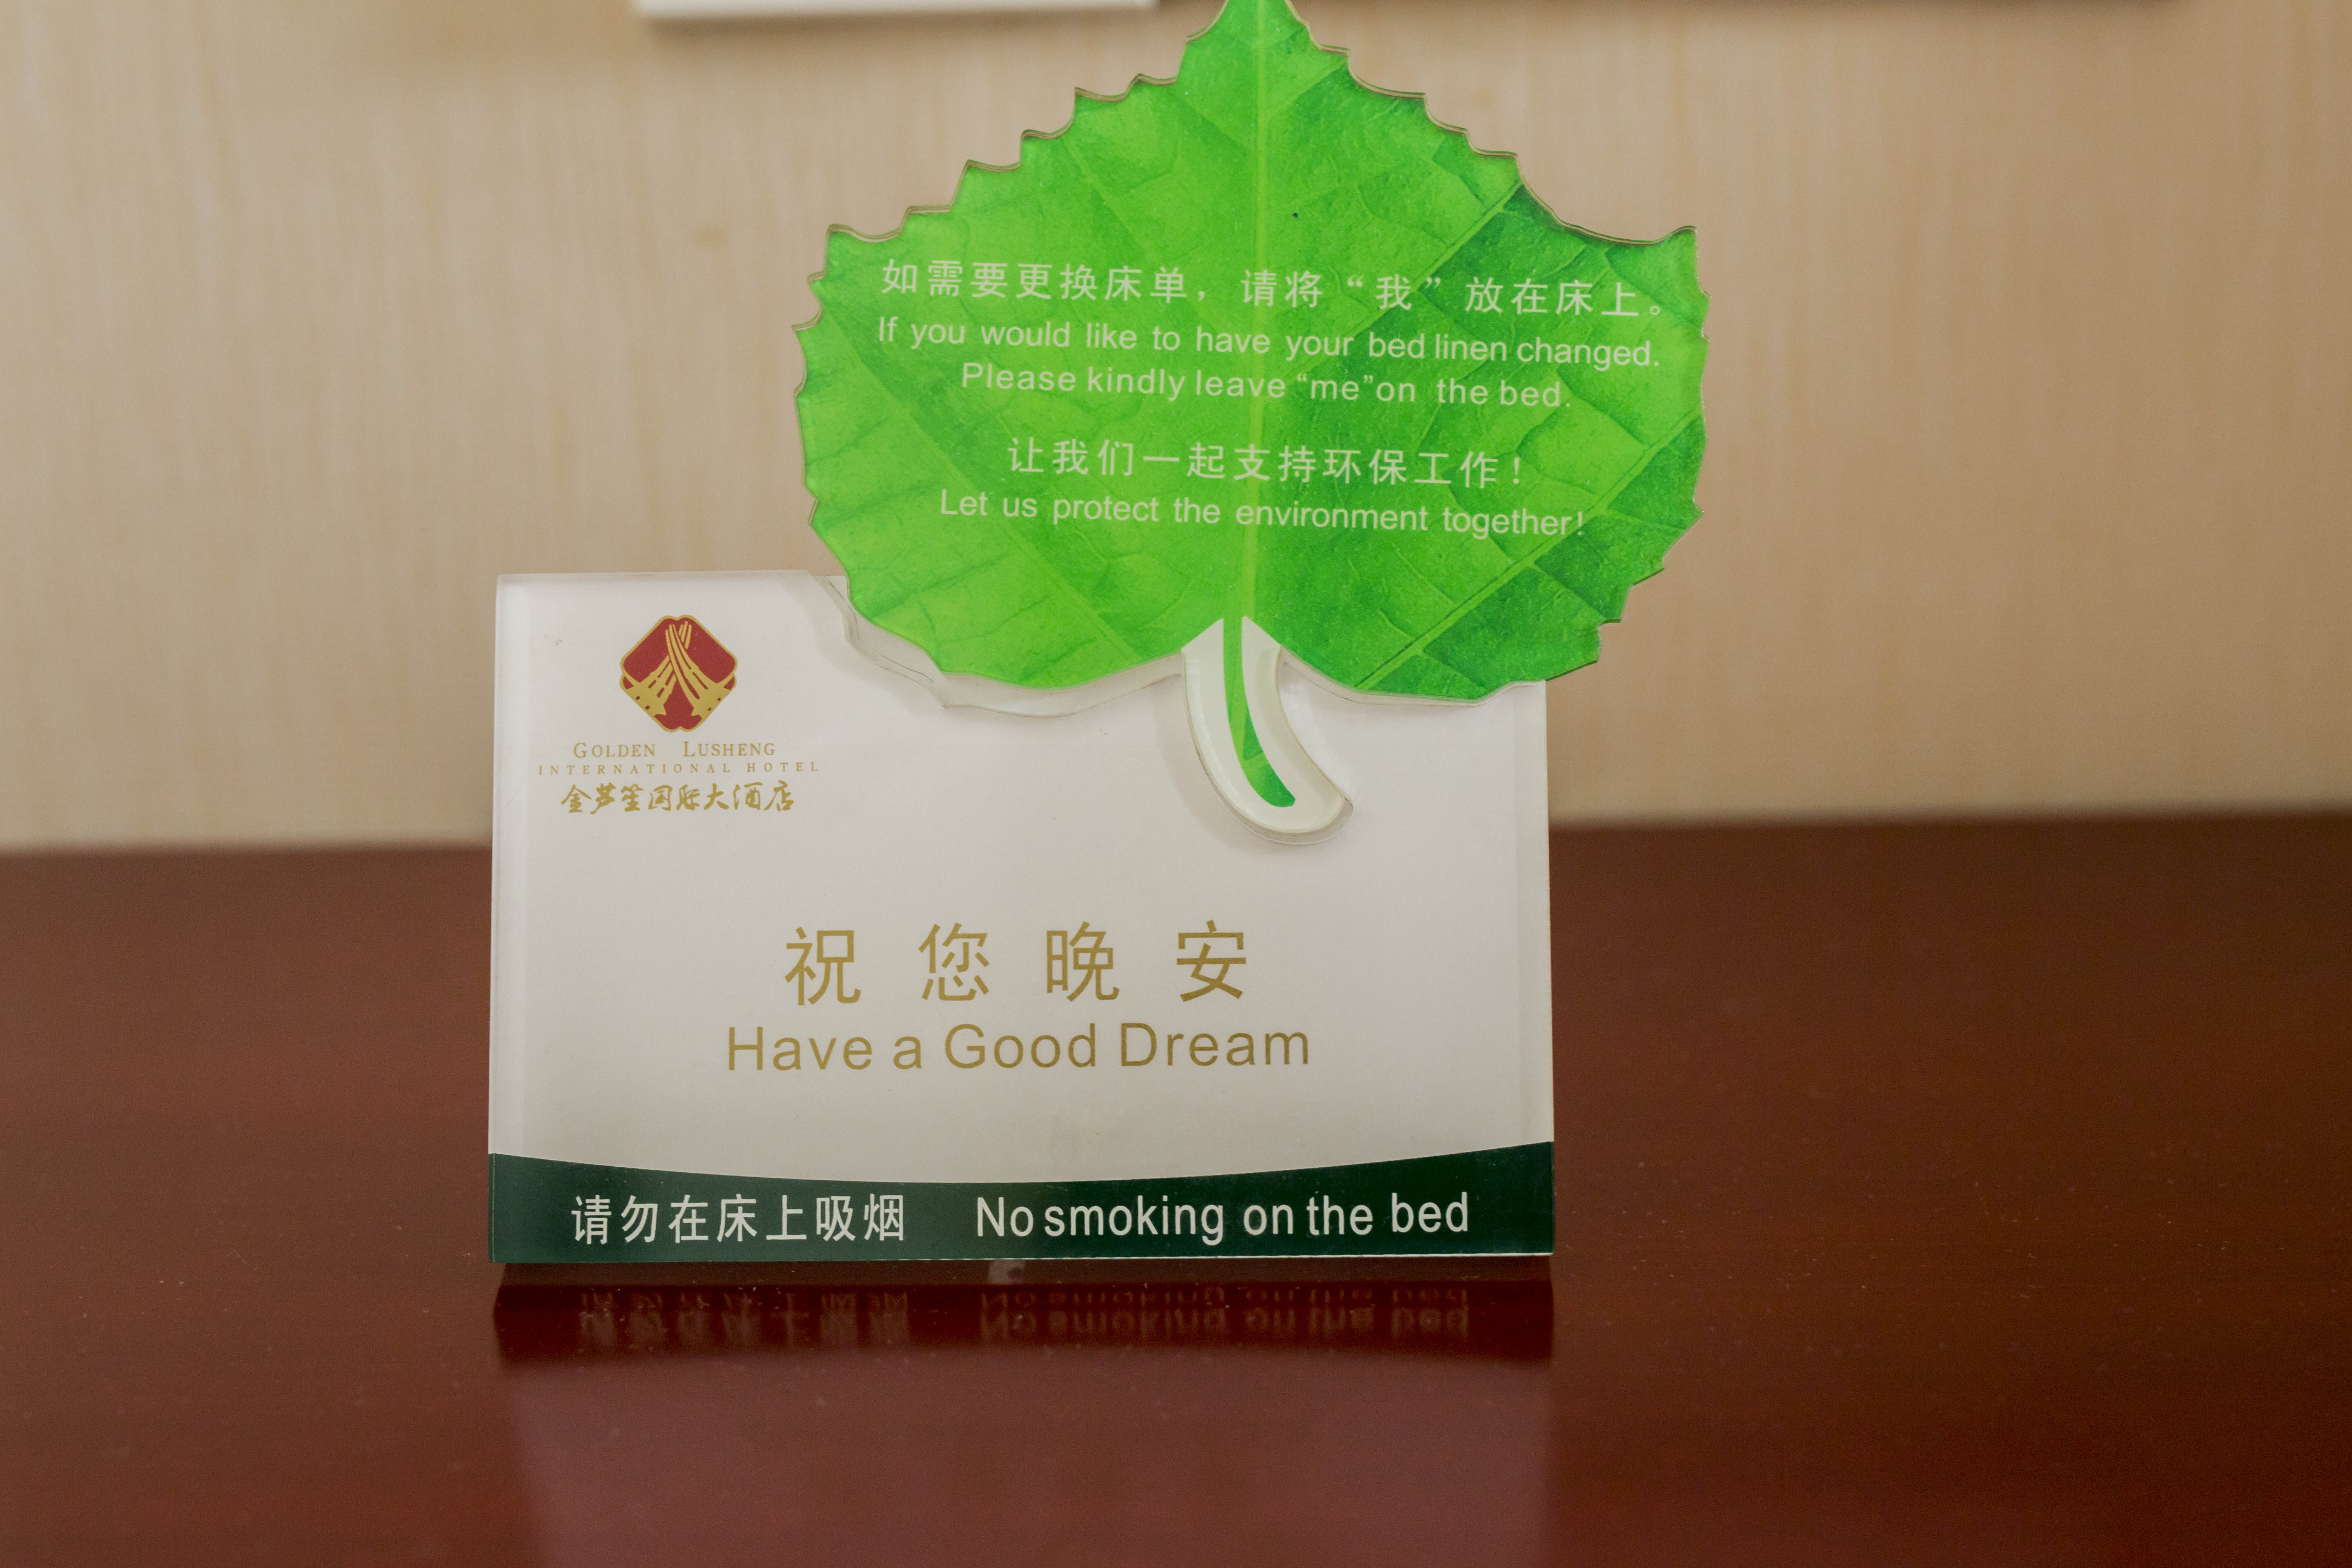 如需要更换床单，请将“我”放在床上。
If you would like to have your bed linen changed.
Please kindly leave “me”on the bed.
让我们一起支持环保工作！
Let us protect the environment together!
GOLDEN LUSHENG
INTERNATIONAL HOTEL
金芦笙国际大酒店
祝您晚安
Have a Good Dream
请勿在床上吸烟 No smoking on the bed